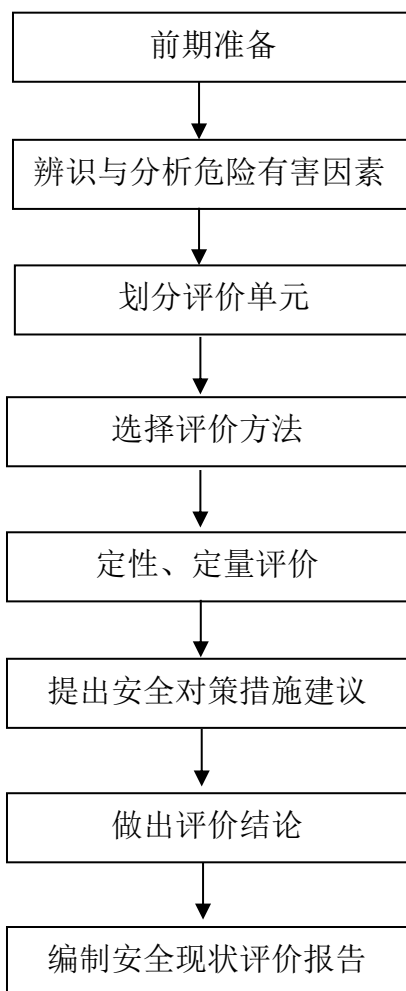 前期准备
辨识与分析危险有害因素
划分评价单元
选择评价方法
定性、定量评价
提出安全对策措施建议
做出评价结论
编制安全现状评价报告